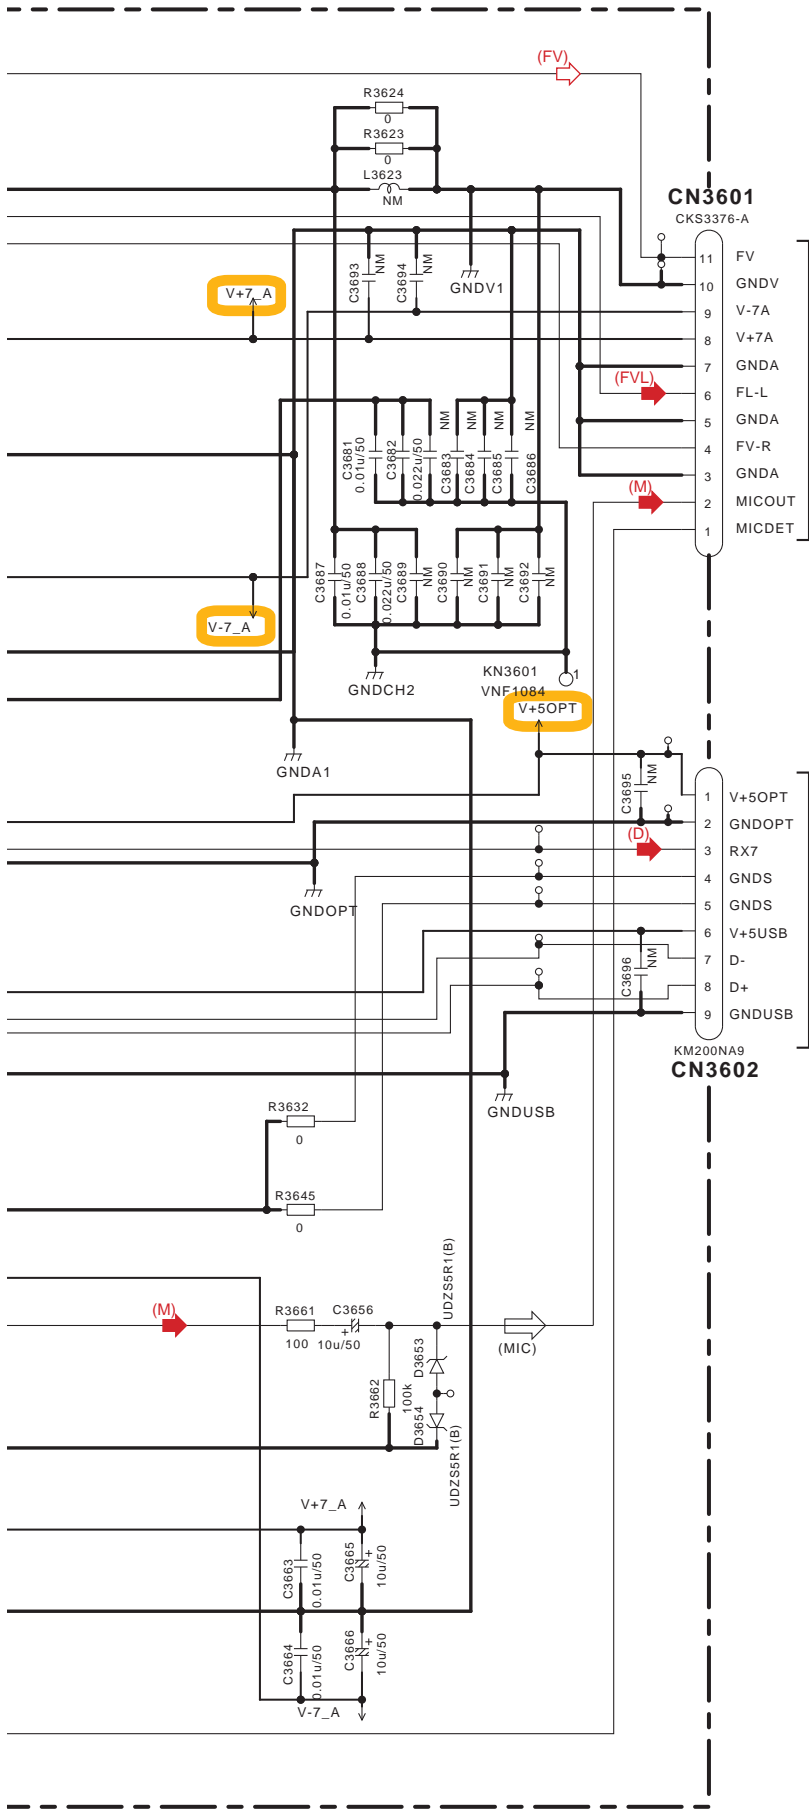 (FV)
R3624
0
R3623
0
L3623
NM
CN3601
CKS3376-A
11 FV
10 GNDV
9 V-7A
8 V+7A
7 GNDA
6 FL-L
5 GNDA
4 FV-R
3 GNDA
2 MICOUT
1 MICDET
C3693
NM
C3694
NM
GNDV1
V+7_A
(FVL)
C3681
0.01u/50
C3682
0.022u/50
C3683
NM
C3684
NM
C3685
NM
C3686
NM
(M)
C3687
0.01u/50
C3688
0.022u/50
C3689
NM
C3690
NM
C3691
NM
C3692
NM
V-7_A
GNDCH2
KN3601
1
VNF1084
V+5OPT
GNDA1
C3695
NM
1 V+5OPT
2 GNDOPT
3 RX7
4 GNDS
5 GNDS
6 V+5USB
7 D-
8 D+
9 GNDUSB
(D)
GNDOPT
C3696
NM
KM200NA9
CN3602
GNDUSB
R3632
0
R3645
0
(M)
R3661
100
C3656
+
10u/50
UDZS5R1(B)
D3653
(MIC)
R3662
100k
D3654
UDZS5R1(B)
V+7_A
C3663
0.01u/50
C3665
+
10u/50
C3664
0.01u/50
C3666
+
10u/50
V-7_A